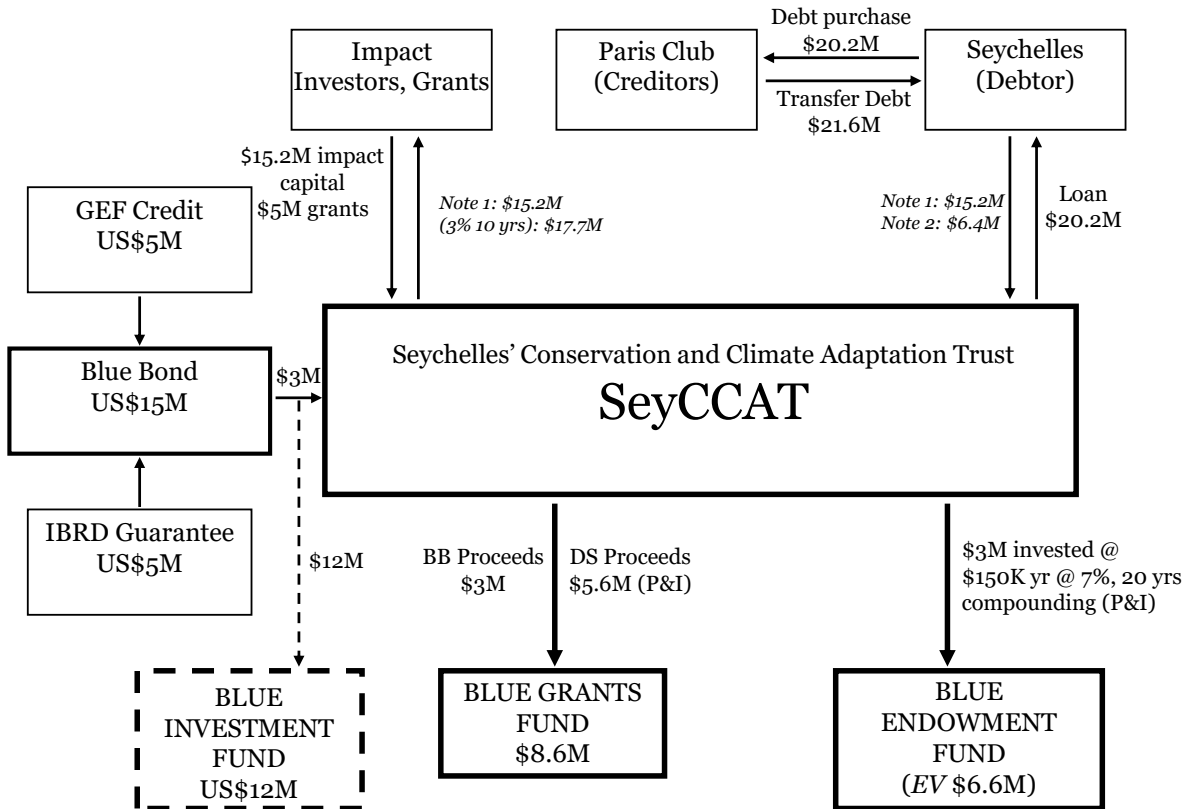 Impact
Investors, Grants
Paris Club
(Creditors)
Debt purchase
$20.2M
Transfer Debt
$21.6M
Seychelles
(Debtor)
$15.2M impact
capital
$5M grants
Note 1: $15.2M
(3% 10 yrs): $17.7M
Note 1: $15.2M
Note 2: $6.4M
Loan
$20.2M
GEF Credit
US$5M
Blue Bond
US$15M
$3M
IBRD Guarantee
US$5M
Seychelles’ Conservation and Climate Adaptation Trust
SeyCCAT
$12M
BB Proceeds
$3M
DS Proceeds
$5.6M (P&I)
$3M invested @
$150K yr @ 7%, 20 yrs
compounding (P&I)
BLUE
INVESTMENT
FUND
US$12M
BLUE GRANTS
FUND
$8.6M
BLUE
ENDOWMENT
FUND
(EV $6.6M)